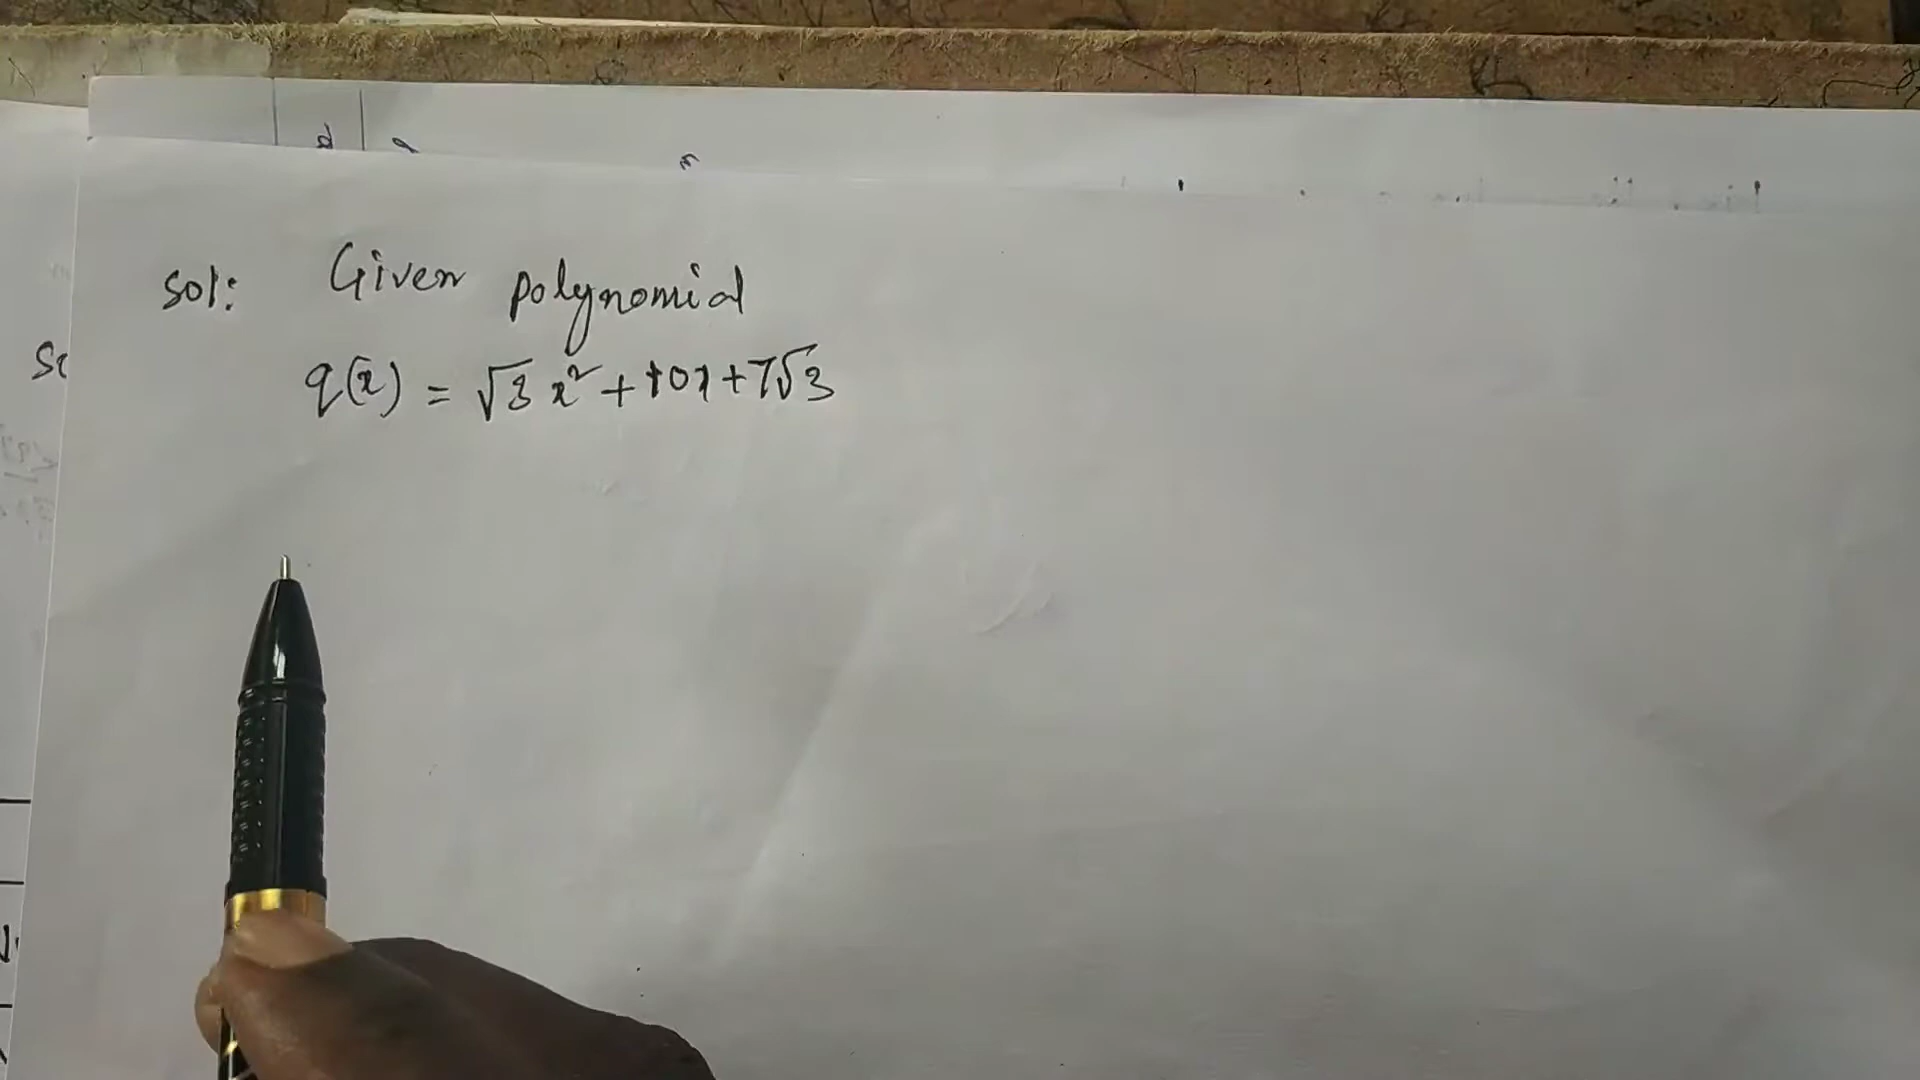 Sol: Given polynomial
q(x) = √3 x² + 10x + 7√3